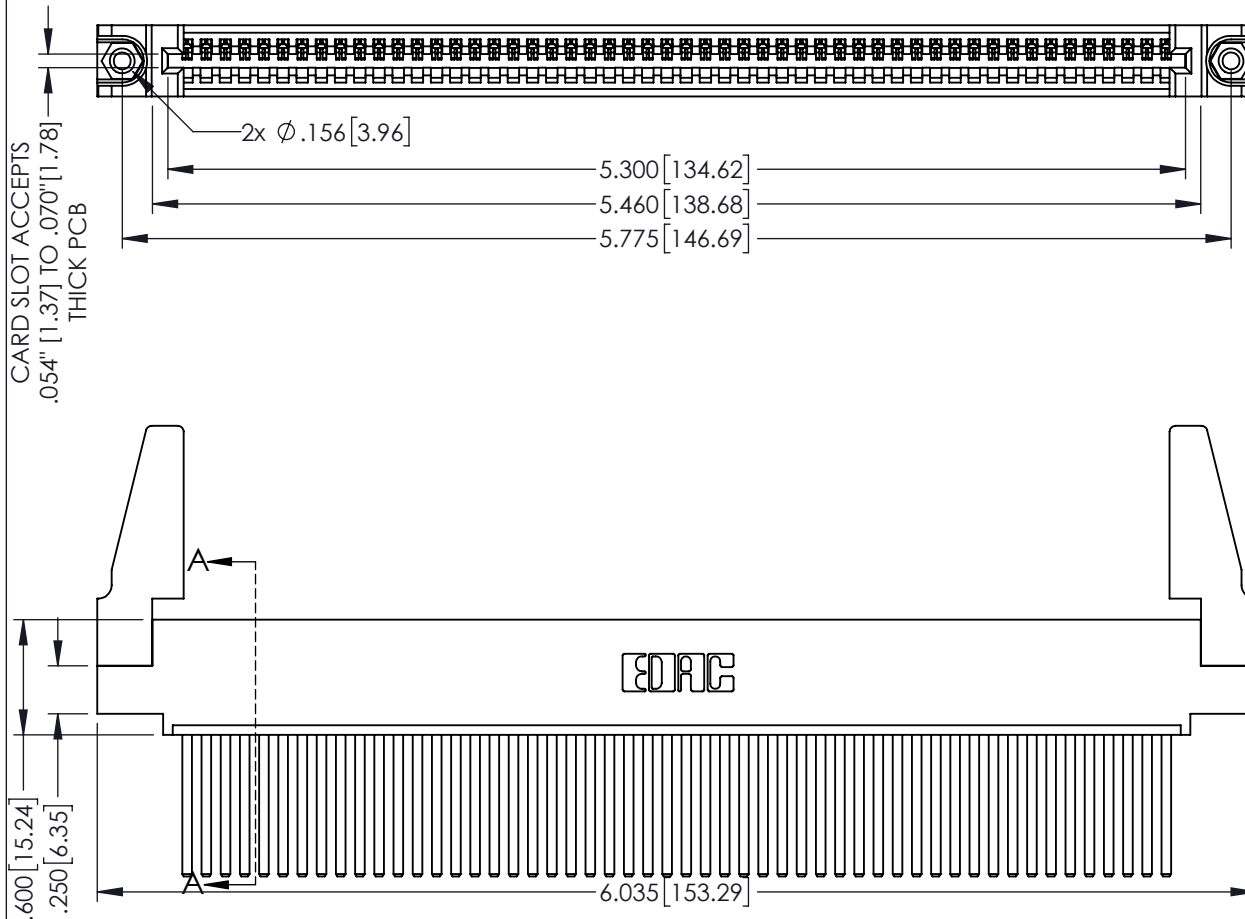 2x Ø.156[3.96]
5.300[134.62]
5.460[138.68]
5.775[146.69]
CARD SLOT ACCEPTS
.054" [1.37] TO .070"[1.78]
THICK PCB
A
EDAC
.600[15.24]
.250[6.35]
A
6.035[153.29]